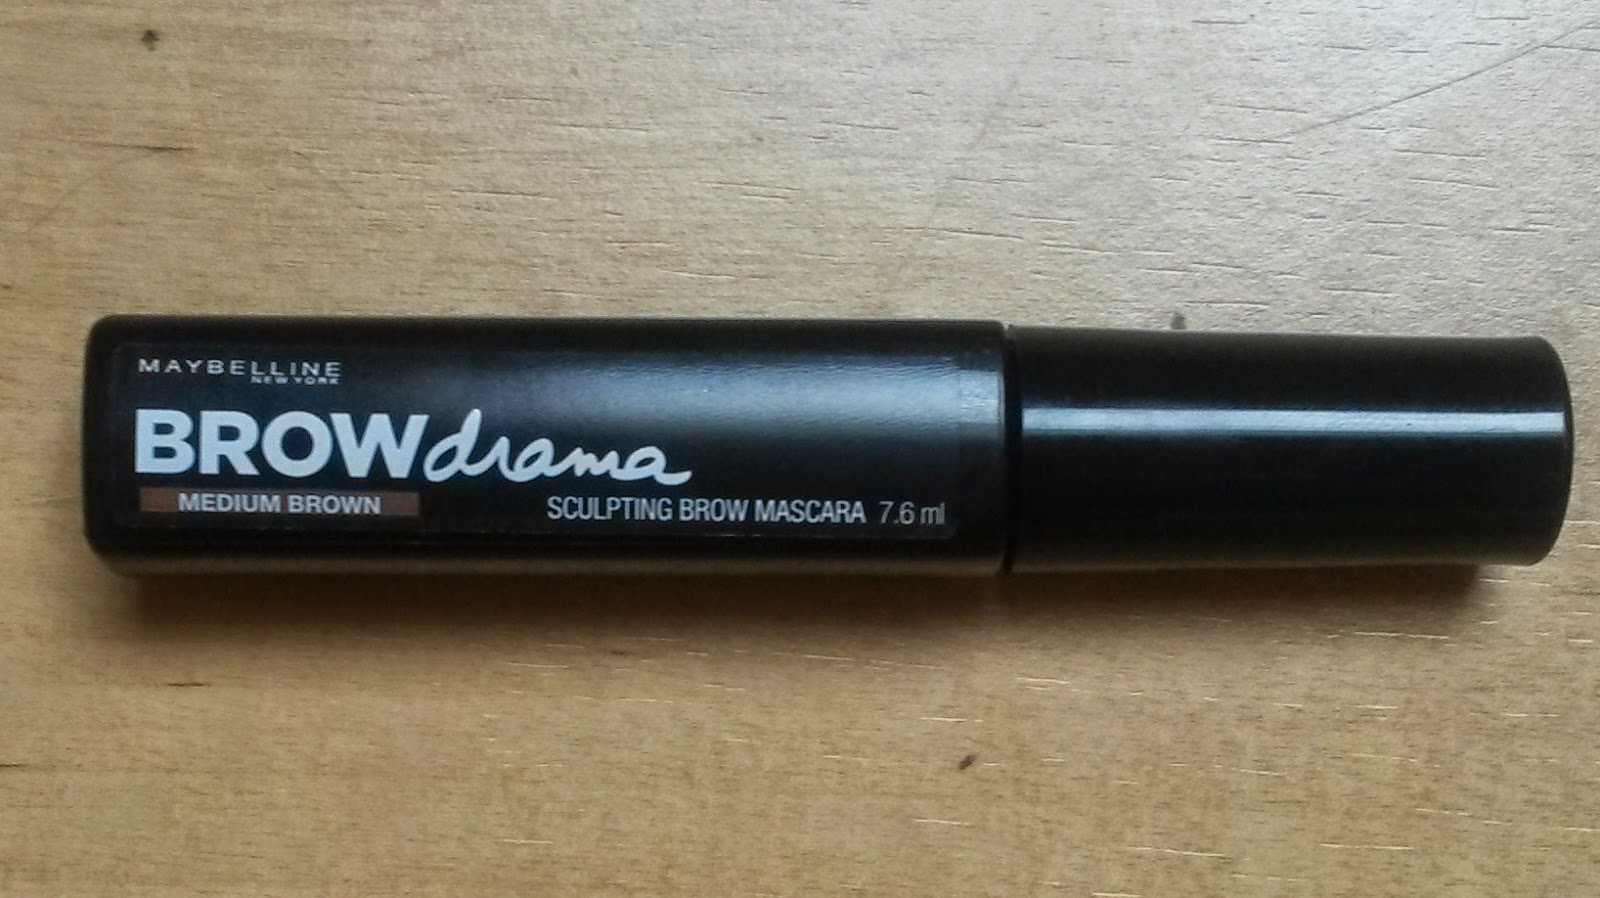 MAYBELLINE
NEW YORK
BROWdrama
MEDIUM BROWN
SCULPTING BROW MASCARA 7.6 ml